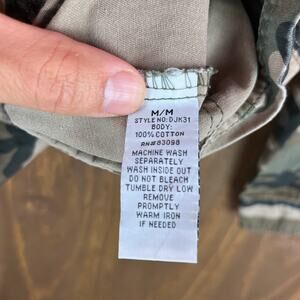 M/M
STYLE NO:0JK31
BODY:
100% COTTON
RN#83098
MACHINE WASH
SEPARATELY
WASH INSIDE OUT
DO NOT BLEACH
TUMBLE DRY LOW
REMOVE
PROMPTLY
WARM IRON
IF NEEDED